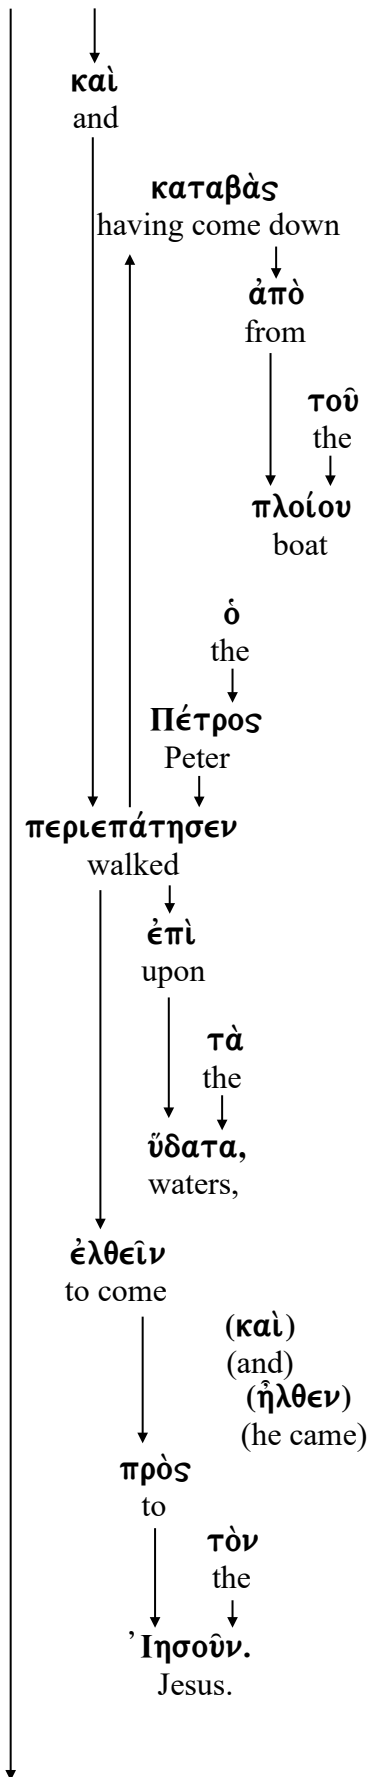 καὶ
and
καταβὰς
having come down
ἀπὸ
from
τοῦ
the
πλοίου
boat
ὁ
the
Πέτρος
Peter
περιεπάτησεν
walked
ἐπὶ
upon
τὰ
the
ὕδατα,
waters,
ἐλθεῖν
to come
(καὶ)
(and)
(ἦλθεν)
(he came)
πρὸς
to
τὸν
the
Ἰησοῦν.
Jesus.